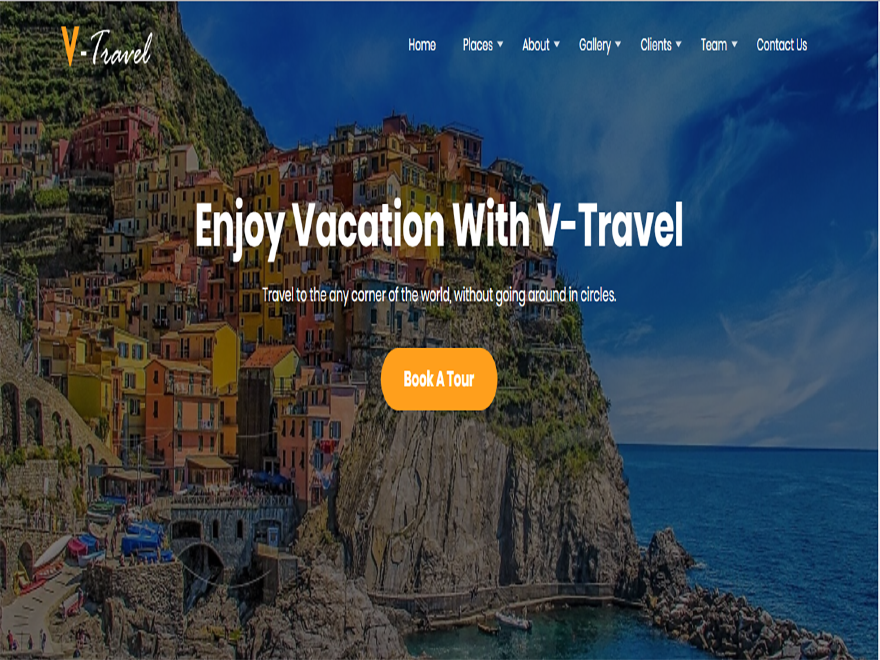 V-Travel
Home Places About Gallery Clients Team Contact Us
Enjoy Vacation With V-Travel
Travel to the any corner of the world, without going around in circles.
Book A Tour